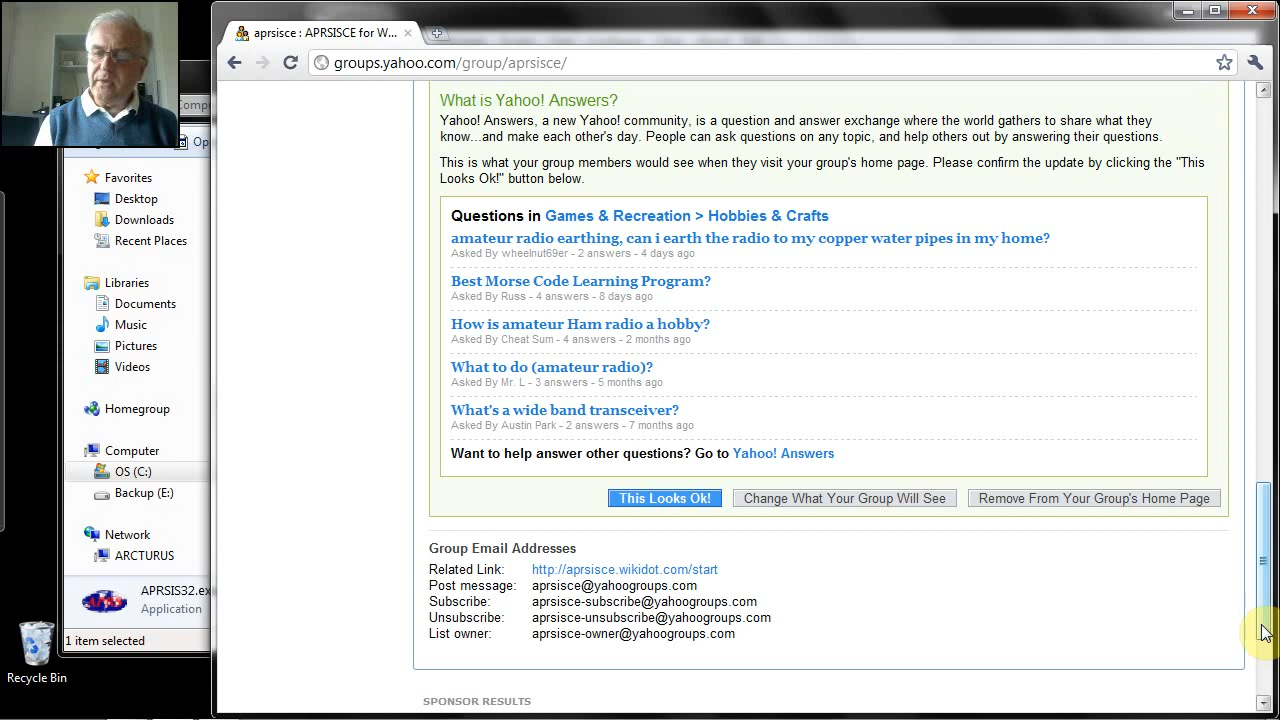 aprsisce : APRSISCE for W...
groups.yahoo.com/group/aprsisce/
Favorites
Desktop
Downloads
Recent Places
Libraries
Documents
Music
Pictures
Videos
Homegroup
Computer
OS (C:)
Backup (E:)
Network
ARCTURUS
APRSIS32.ex
Application
1 item selected
Recycle Bin
What is Yahoo! Answers?
Yahoo! Answers, a new Yahoo! community, is a question and answer exchange where the world gathers to share what they
know...and make each other's day. People can ask questions on any topic, and help others out by answering their questions.
This is what your group members would see when they visit your group's home page. Please confirm the update by clicking the "This
Looks Ok!" button below.
Questions in Games & Recreation > Hobbies & Crafts
amateur radio earthing, can i earth the radio to my copper water pipes in my home?
Asked By wheelnut69er - 2 answers - 4 days ago
Best Morse Code Learning Program?
Asked By Russ - 4 answers - 8 days ago
How is amateur Ham radio a hobby?
Asked By Cheat Sum - 4 answers - 2 months ago
What to do (amateur radio)?
Asked By Mr. L - 3 answers - 5 months ago
What's a wide band transceiver?
Asked By Austin Park - 2 answers - 7 months ago
Want to help answer other questions? Go to Yahoo! Answers
This Looks Ok! Change What Your Group Will See Remove From Your Group's Home Page
Group Email Addresses
Related Link: http://aprsisce.wikidot.com/start
Post message: aprsisce@yahoogroups.com
Subscribe: aprsisce-subscribe@yahoogroups.com
Unsubscribe: aprsisce-unsubscribe@yahoogroups.com
List owner: aprsisce-owner@yahoogroups.com
SPONSOR RESULTS